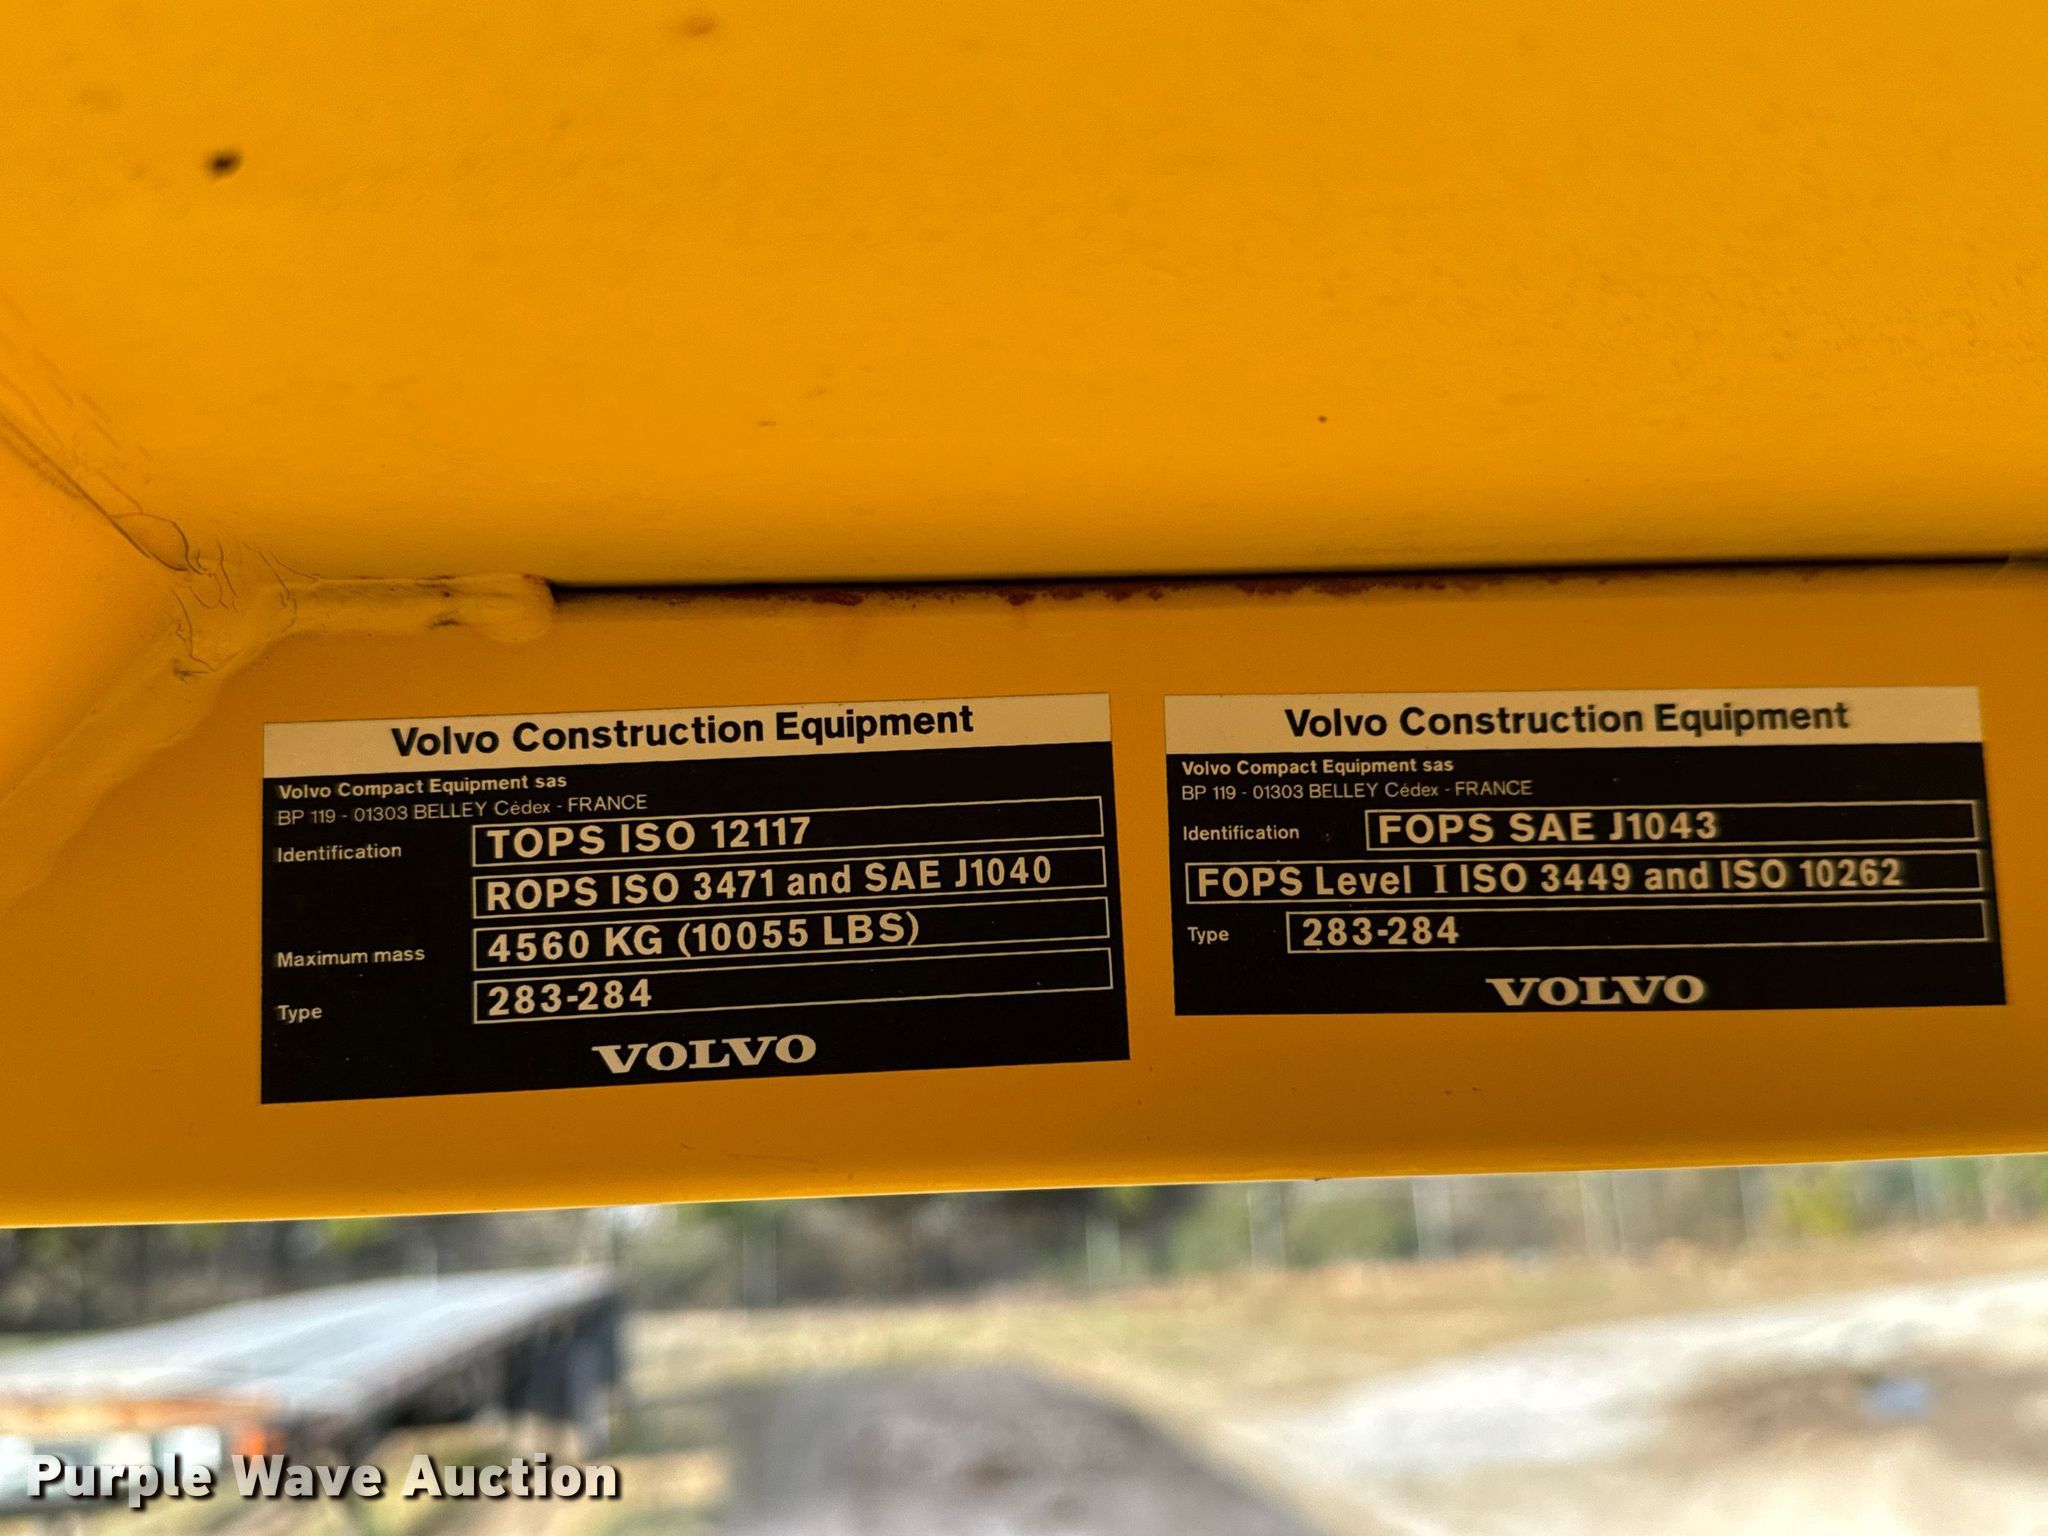 Volvo Construction Equipment
Volvo Compact Equipment sas
BP 119 - 01303 BELLEY Cédex - FRANCE
Identification TOPS ISO 12117
ROPS ISO 3471 and SAE J1040
Maximum mass 4560 KG (10055 LBS)
Type 283-284
VOLVO
Volvo Construction Equipment
Volvo Compact Equipment sas
BP 119 - 01303 BELLEY Cédex - FRANCE
Identification : FOPS SAE J1043
FOPS Level I ISO 3449 and ISO 10262
Type 283-284
VOLVO
Purple Wave Auction